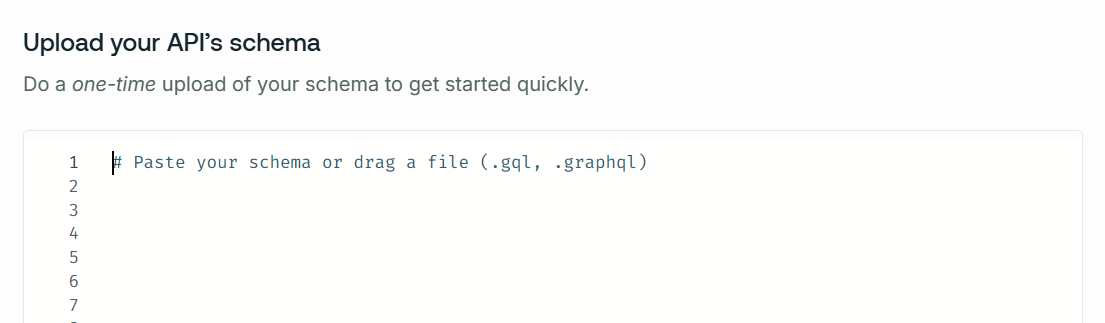 Upload your API’s schema
Do a one-time upload of your schema to get started quickly.
1 # Paste your schema or drag a file (.gql, .graphql)
2
3
4
5
6
7